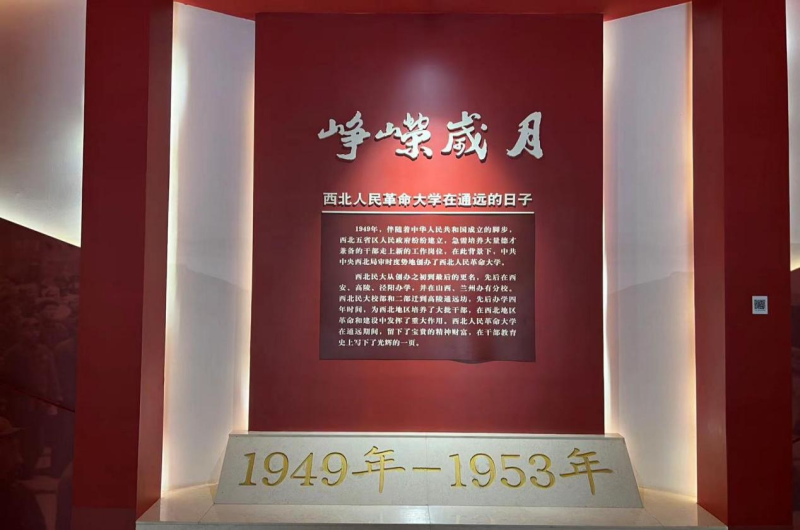 峥嵘岁月
西北人民革命大学在通远的日子
1949年，伴随着中华人民共和国成立的脚步，
西北五省区人民政府纷纷建立，急需培养大量德才
兼备的干部走上新的工作岗位，在此背景下，中共
中央西北局审时度势地创办了西北人民革命大学。
西北民大从创办之初到最后的更名，先后在西
安、高陵、泾阳办学，并在山西、兰州办有分校。
西北民大校部和二部迁到高陵通远坊，先后办学四
年时间，为西北地区培养了大批干部，在西北地区
革命和建设中发挥了重大作用。西北人民革命大学
在通远期间，留下了宝贵的精神财富，在干部教育
史上写下了光辉的一页。
1949年-1953年